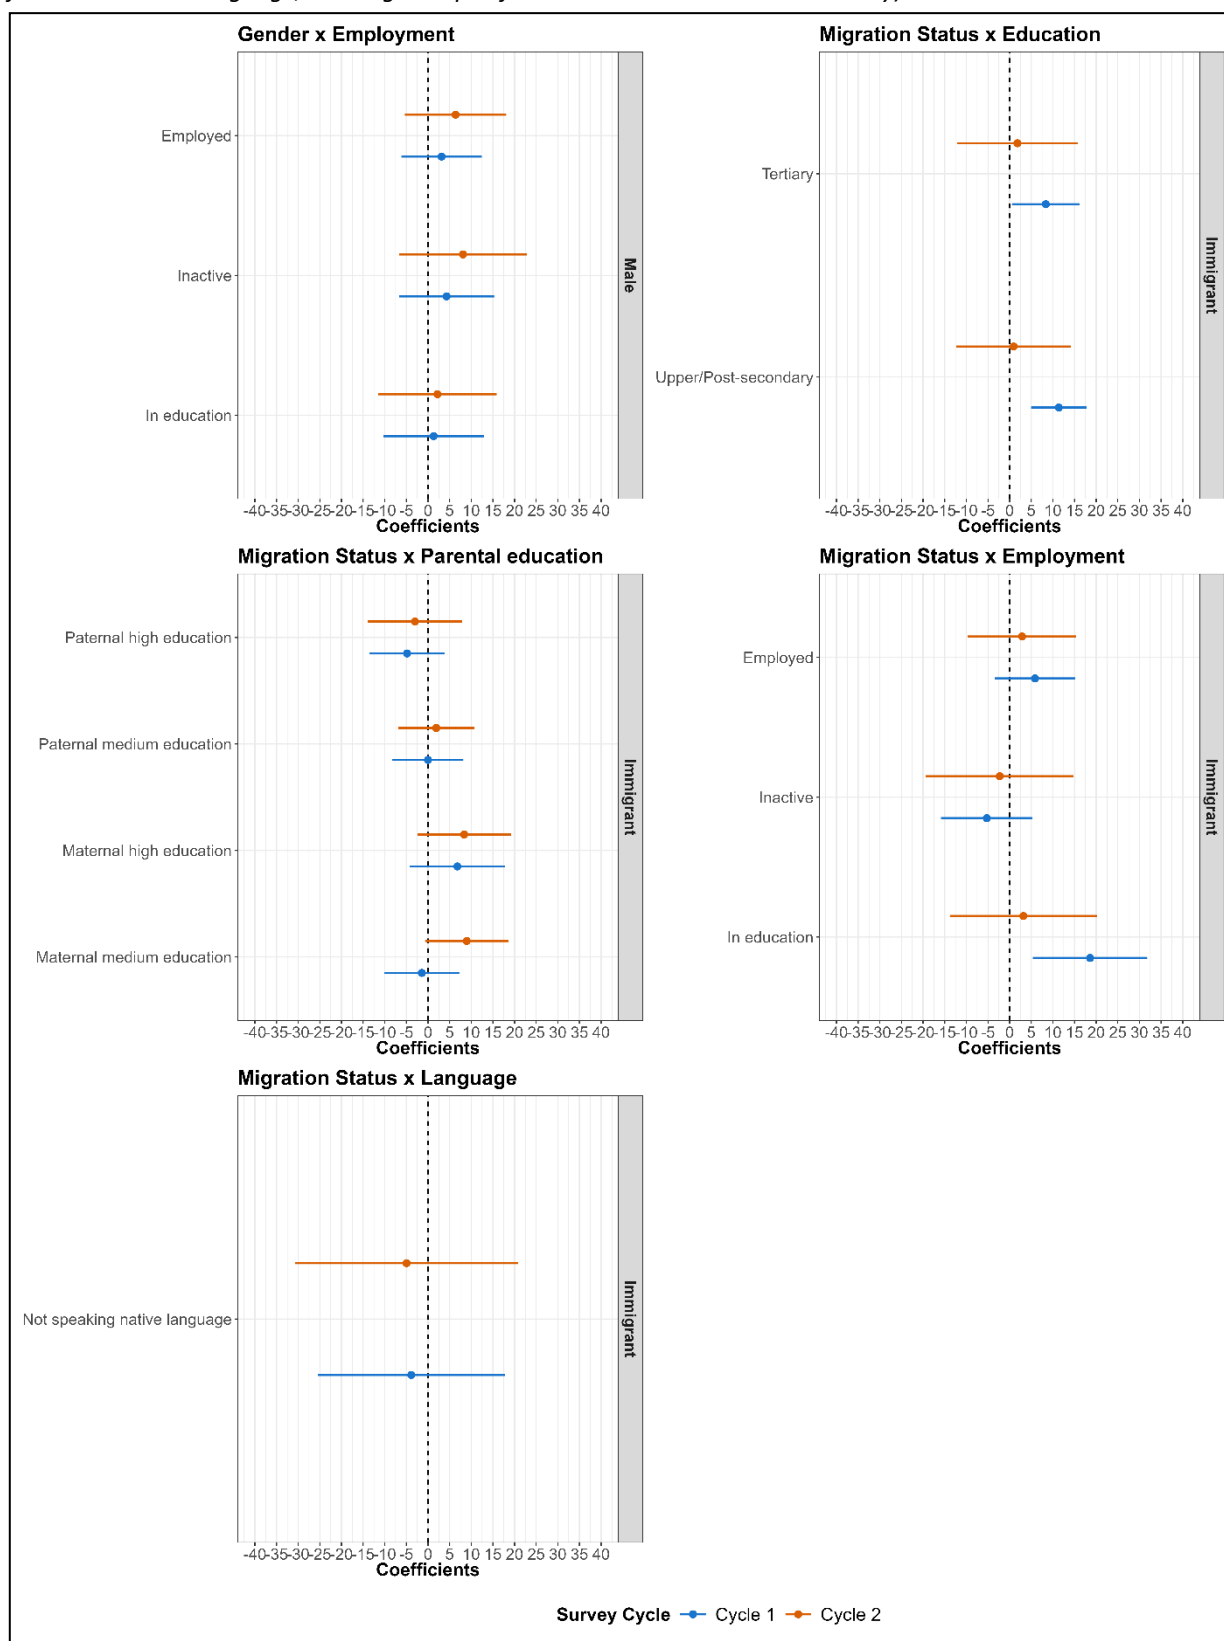 Gender x Employment
Employed
Inactive
In education
Male
-40-35-30-25-20-15-10 -5 0 5 10 15 20 25 30 35 40
Coefficients
Migration Status x Education
Tertiary
Upper/Post-secondary
Immigrant
-40-35-30-25-20-15-10 -5 0 5 10 15 20 25 30 35 40
Coefficients
Migration Status x Parental education
Paternal high education
Paternal medium education
Maternal high education
Maternal medium education
Immigrant
-40-35-30-25-20-15-10 -5 0 5 10 15 20 25 30 35 40
Coefficients
Migration Status x Employment
Employed
Inactive
In education
Immigrant
-40-35-30-25-20-15-10 -5 0 5 10 15 20 25 30 35 40
Coefficients
Migration Status x Language
Not speaking native language
Immigrant
-40-35-30-25-20-15-10 -5 0 5 10 15 20 25 30 35 40
Coefficients
Survey Cycle Cycle 1 Cycle 2